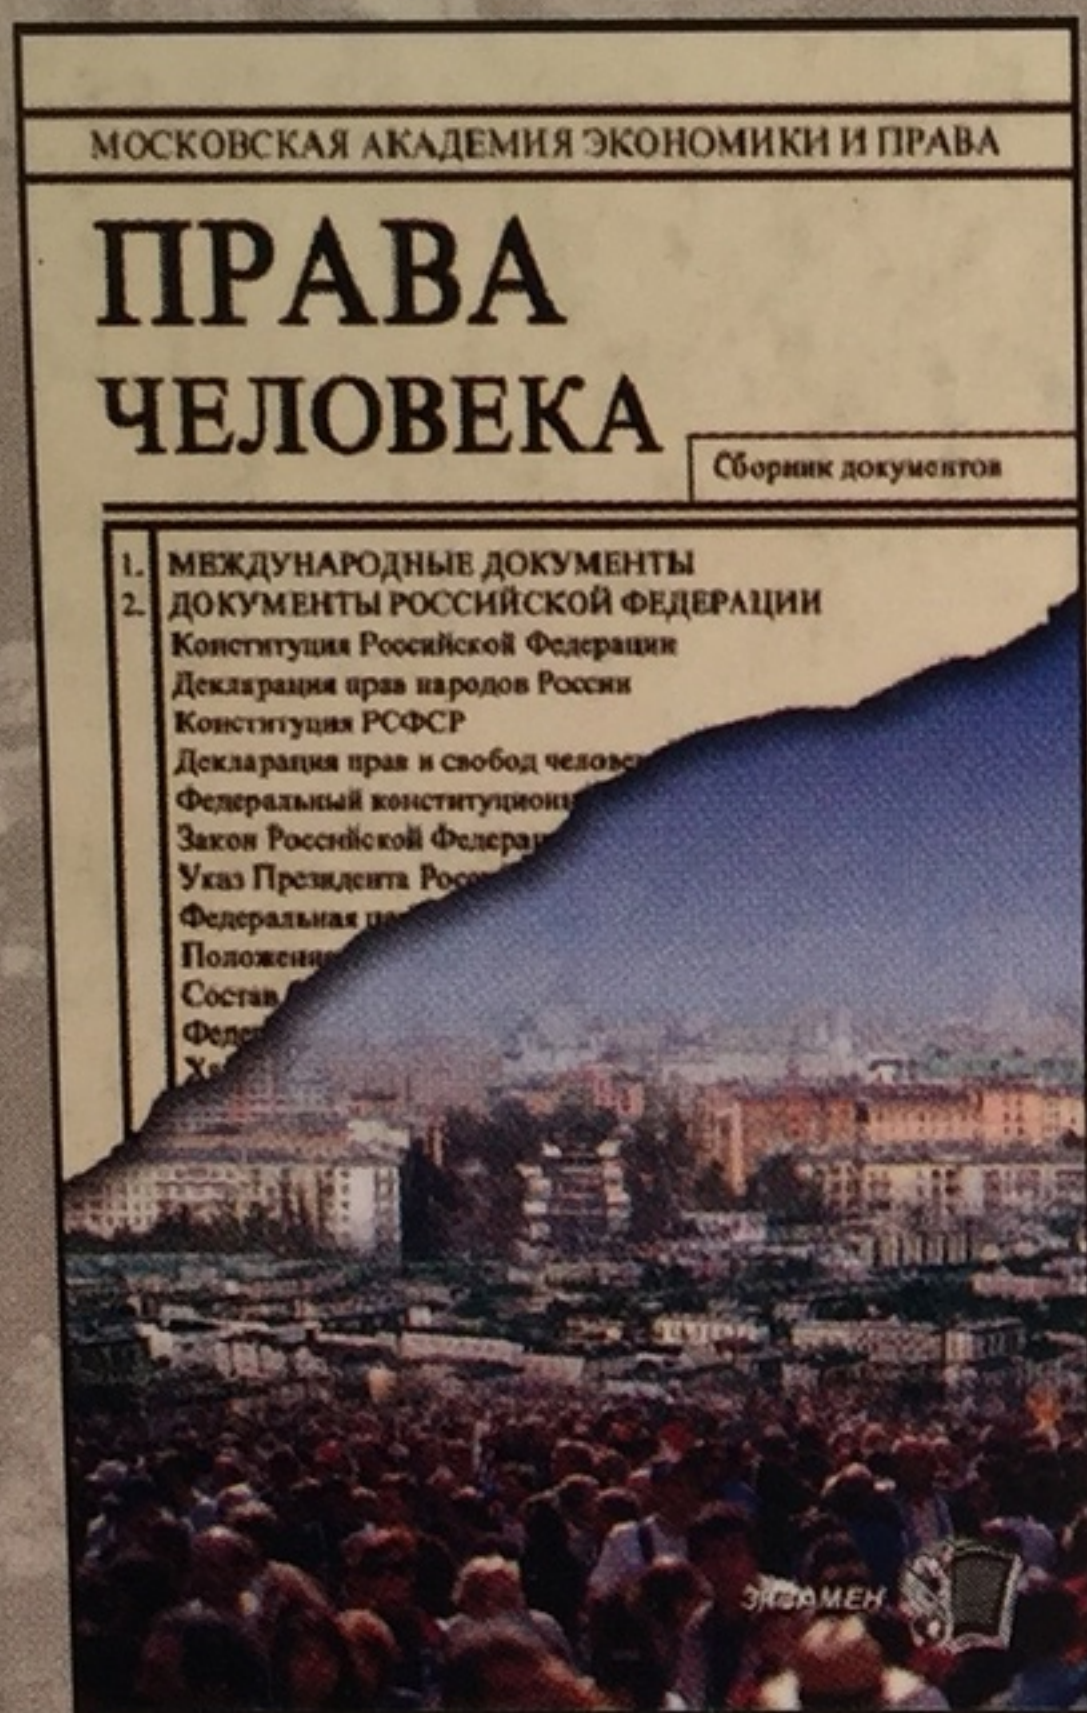 МОСКОВСКАЯ АКАДЕМИЯ ЭКОНОМИКИ И ПРАВА
ПРАВА
ЧЕЛОВЕКА
Сборник документов
1. МЕЖДУНАРОДНЫЕ ДОКУМЕНТЫ
2. ДОКУМЕНТЫ РОССИЙСКОЙ ФЕДЕРАЦИИ
Конституция Российской Федерации
Декларация прав народов России
Конституция РСФСР
Декларация прав и свобод
Федеральный
Закон Российской
Указ Президента
Федеральная
Состав
ЭКЗАМЕН